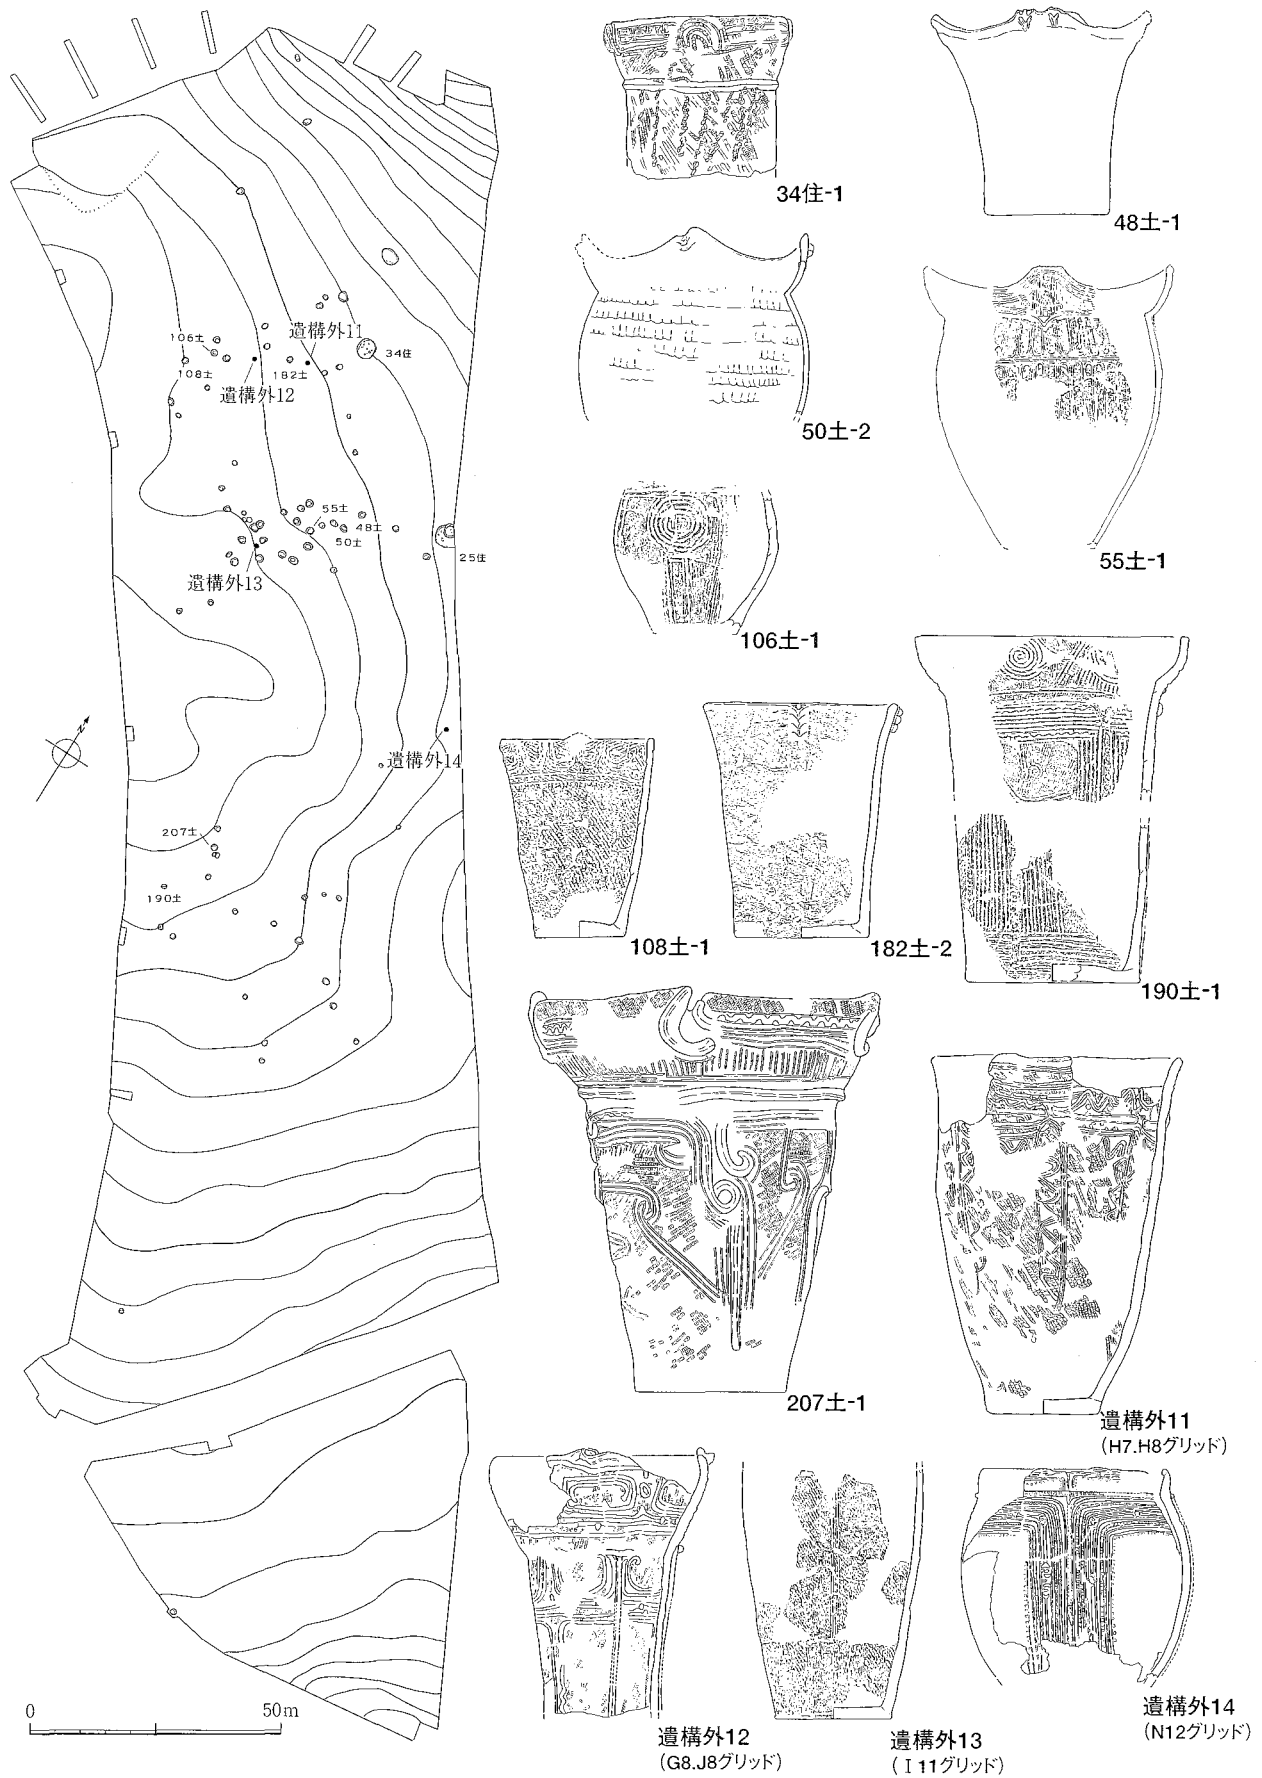 34住-1
48土-1
50土-2
55土-1
106土-1
108土-1
182土-2
190土-1
207土-1
遺構外11
(H7.H8グリッド)
遺構外12
(G8.J8グリッド)
遺構外13
(I11グリッド)
遺構外14
(N12グリッド)
106土
108土
遺構外11
182土
遺構外12
34住
55土
48土
50土
25住
遺構外13
N
遺構外14
207土
190土
0
50m